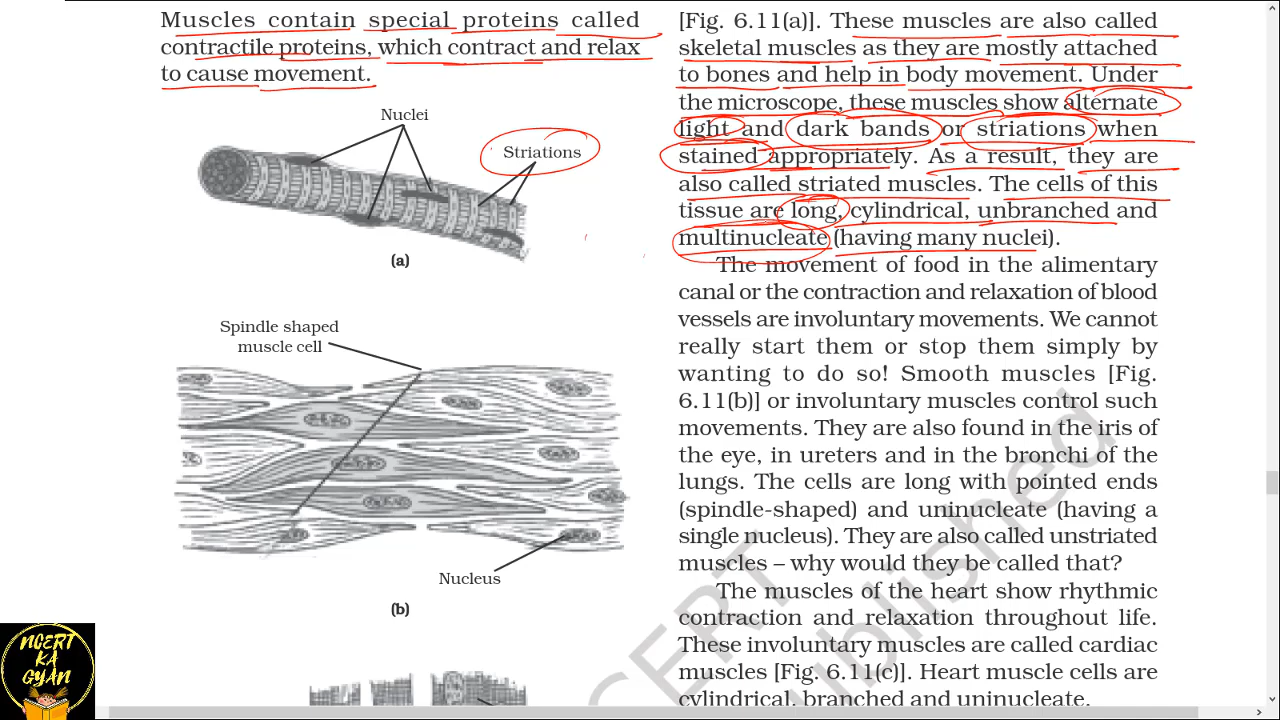 Muscles contain special proteins called
contractile proteins, which contract and relax
to cause movement.
Nuclei
Striations
(a)
Spindle shaped
muscle cell
Nucleus
(b)
[Fig. 6.11(a)]. These muscles are also called
skeletal muscles as they are mostly attached
to bones and help in body movement. Under
the microscope, these muscles show alternate
light and dark bands or striations when
stained appropriately. As a result, they are
also called striated muscles. The cells of this
tissue are long, cylindrical, unbranched and
multinucleate (having many nuclei).
The movement of food in the alimentary
canal or the contraction and relaxation of blood
vessels are involuntary movements. We cannot
really start them or stop them simply by
wanting to do so! Smooth muscles [Fig.
6.11(b)] or involuntary muscles control such
movements. They are also found in the iris of
the eye, in ureters and in the bronchi of the
lungs. The cells are long with pointed ends
(spindle-shaped) and uninucleate (having a
single nucleus). They are also called unstriated
muscles – why would they be called that?
The muscles of the heart show rhythmic
contraction and relaxation throughout life.
These involuntary muscles are called cardiac
muscles [Fig. 6.11(c)]. Heart muscle cells are
cylindrical, branched and uninucleate.
NCERT
KA
GYAN